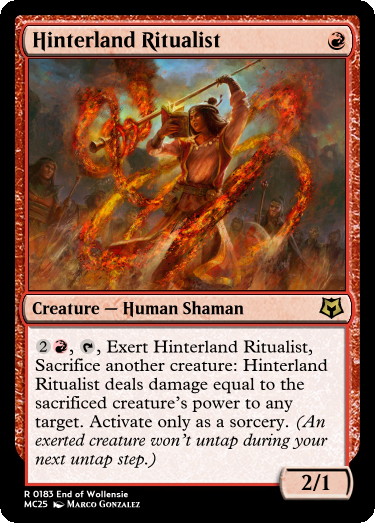 Hinterland Ritualist
Creature — Human Shaman
2 R, T, Exert Hinterland Ritualist,
Sacrifice another creature: Hinterland
Ritualist deals damage equal to the
sacrificed creature's power to any
target. Activate only as a sorcery. (An
exerted creature won't untap during your
next untap step.)
2/1
R 0183 End of Wollensie
MC25 Marco Gonzalez